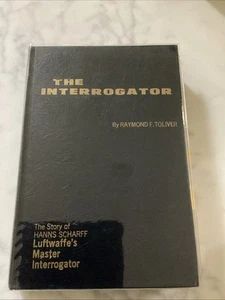 THE
INTERROGATOR
By RAYMOND F. TOLIVER
The Story of
HANNS SCHARFF
Luftwaffe's
Master
Interrogator